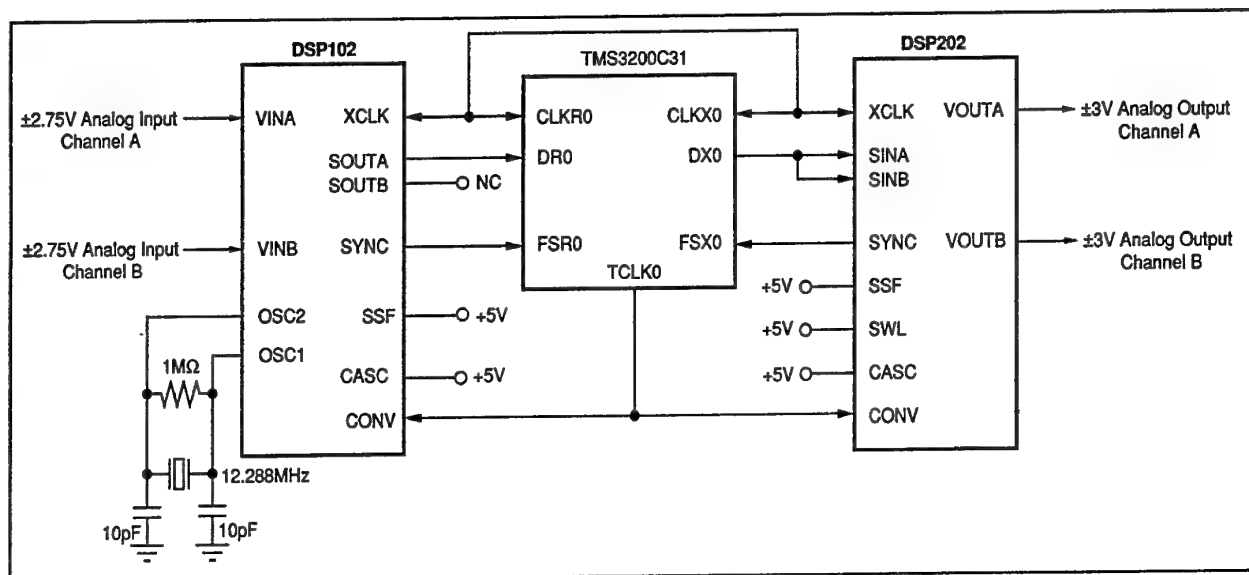 DSP102
TMS3200C31
DSP202
±2.75V Analog Input
Channel A
VINA
XCLK
CLKR0
CLKX0
XCLK
VOUTA
±3V Analog Output
Channel A
SOUTA
DR0
DX0
SINA
SOUTB
NC
SINB
±2.75V Analog Input
Channel B
VINB
SYNC
FSR0
FSX0
SYNC
VOUTB
±3V Analog Output
Channel B
TCLK0
OSC2
SSF
+5V
+5V
SSF
OSC1
+5V
SWL
1MΩ
CASC
+5V
+5V
CASC
CONV
CONV
12.288MHz
10pF
10pF